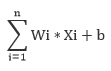 n
∑ Wi * Xi + b
i=1